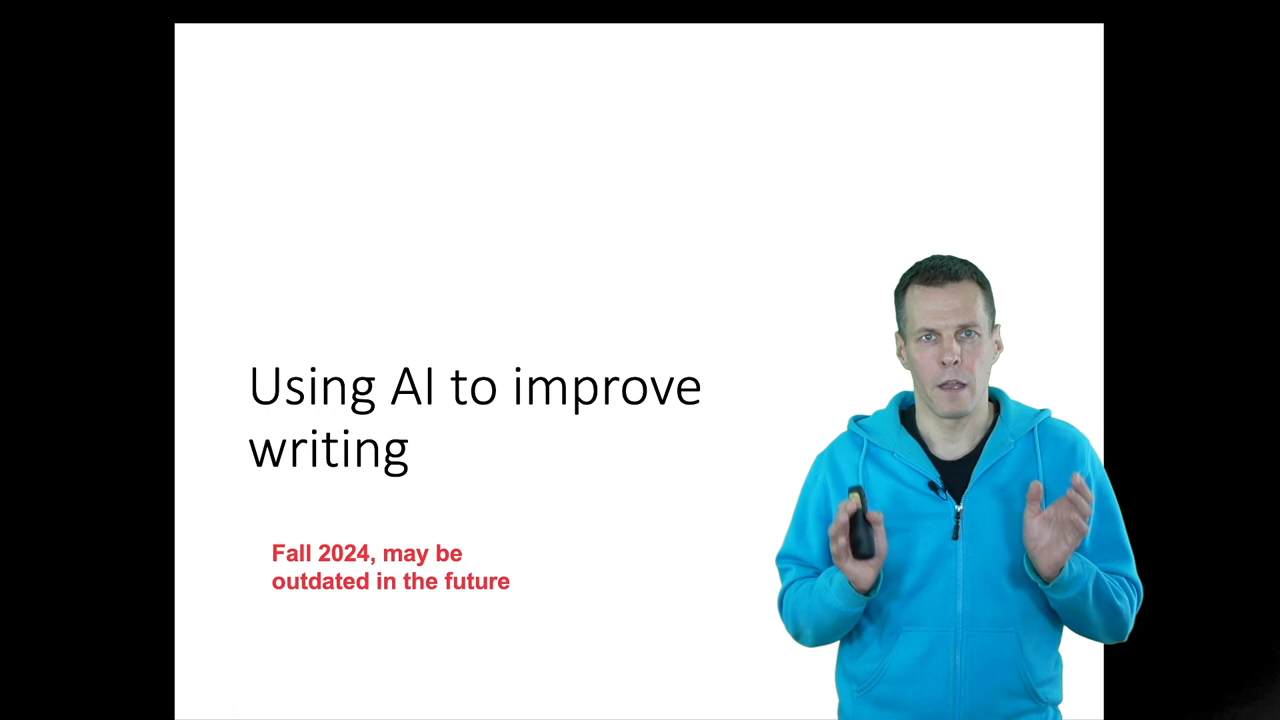 Using AI to improve
writing
Fall 2024, may be
outdated in the future